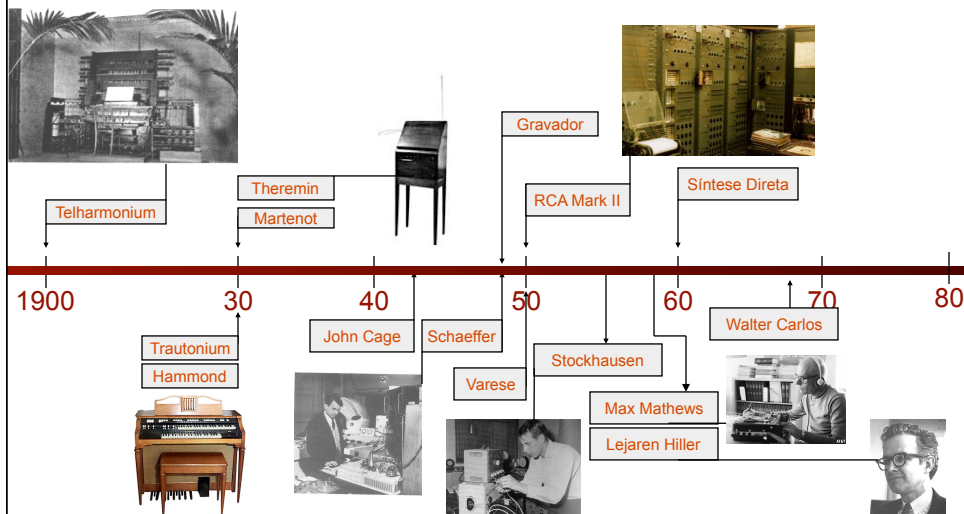 Gravador
Theremin
Síntese Direta
RCA Mark II
Telharmonium
Martenot
1900
30
40
50
60
70
80
John Cage
Schaeffer
Walter Carlos
Trautonium
Stockhausen
Hammond
Varese
Max Mathews
Lejaren Hiller
AT&T